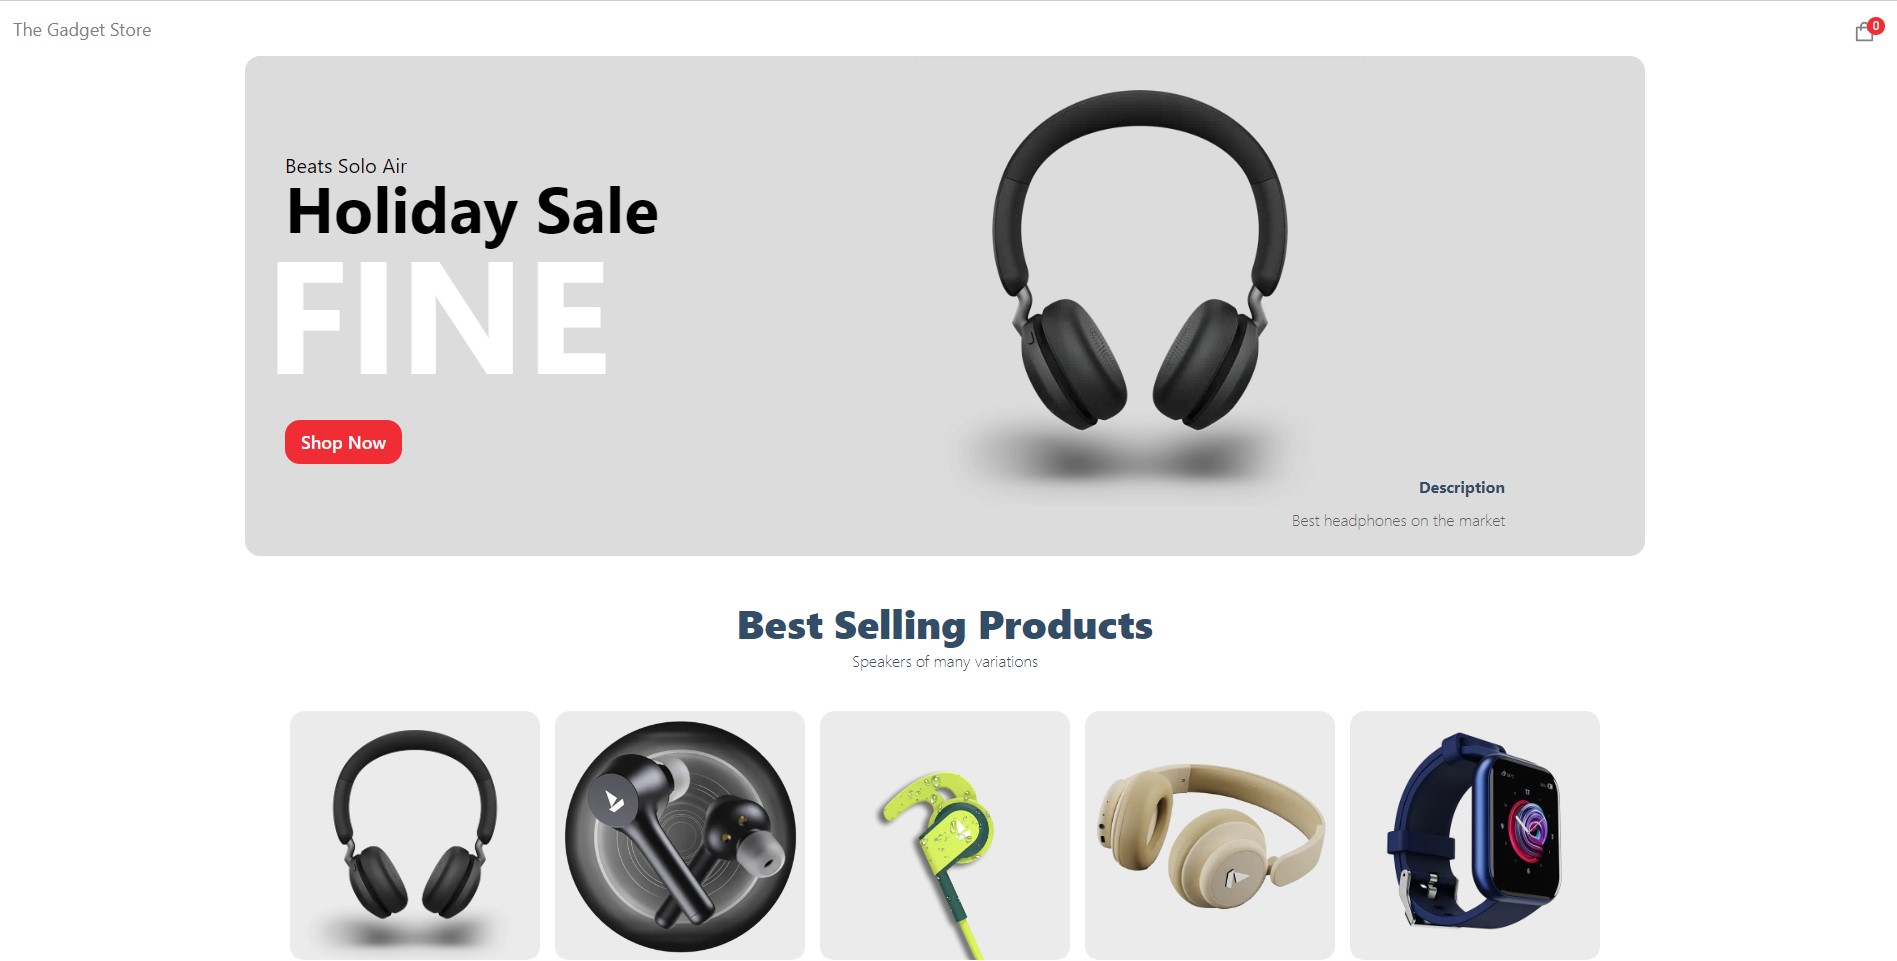 The Gadget Store
0
Beats Solo Air
Holiday Sale
FINE
Shop Now
Description
Best headphones on the market
Best Selling Products
Speakers of many variations